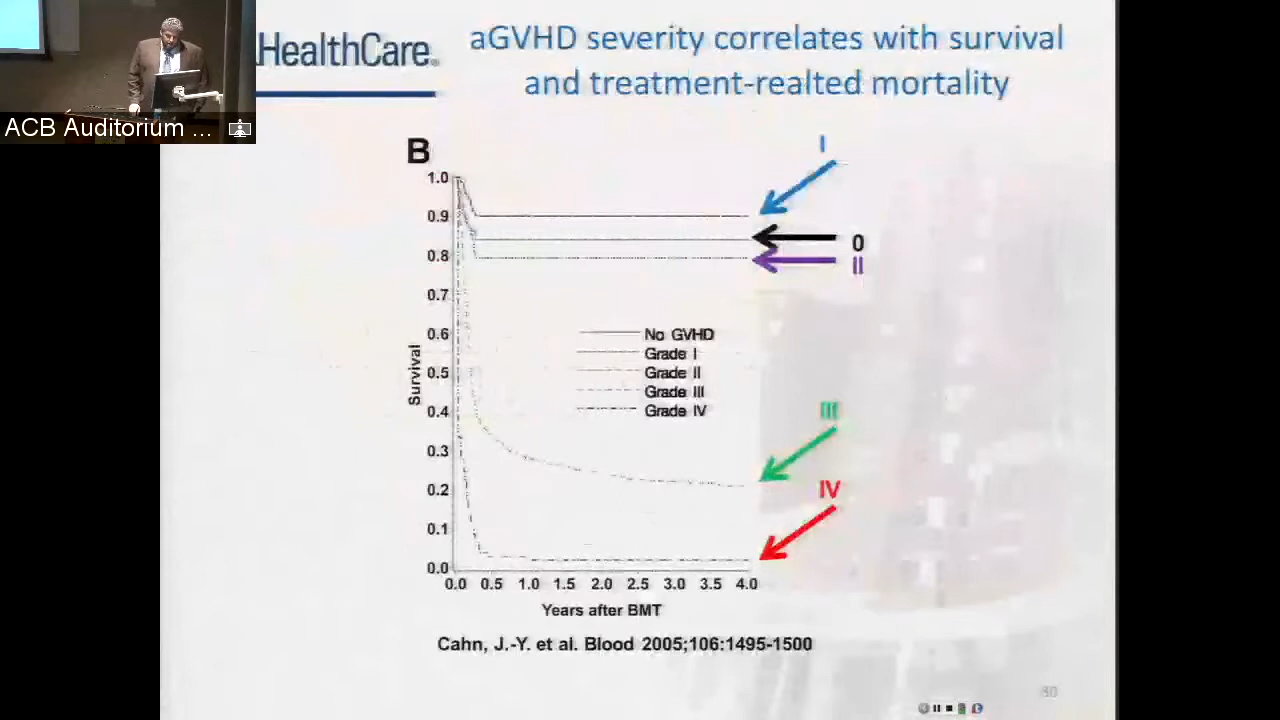 HealthCare®
aGVHD severity correlates with survival
and treatment-realted mortality
ACB Auditorium ...
B
I
0
II
III
IV
1.0
0.9
0.8
0.7
0.6
0.5
0.4
0.3
0.2
0.1
0.0
Survival
No GVHD
Grade I
Grade II
Grade III
Grade IV
0.0 0.5 1.0 1.5 2.0 2.5 3.0 3.5 4.0
Years after BMT
Cahn, J.-Y. et al. Blood 2005;106:1495-1500
30